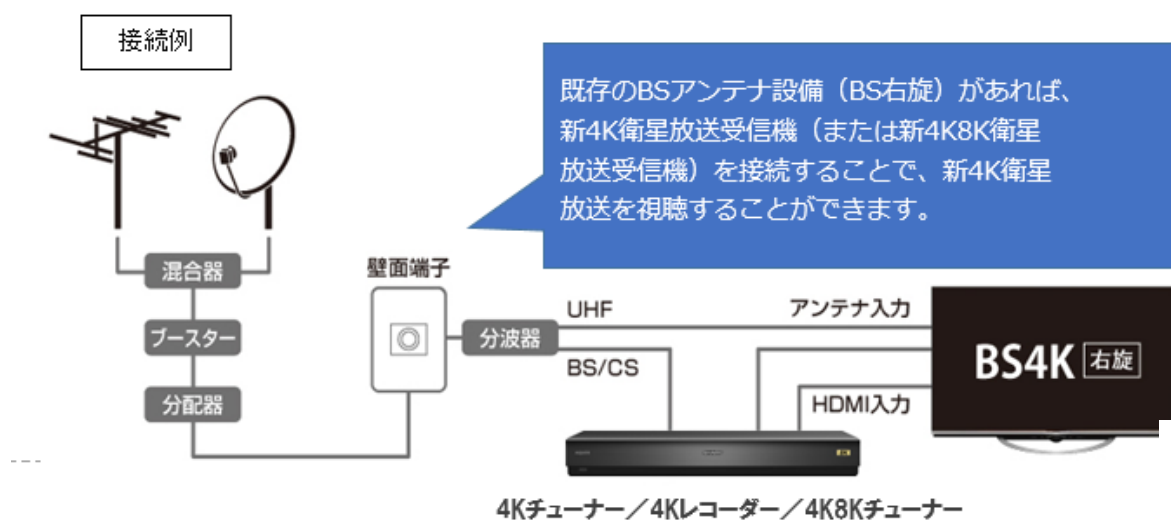 接続例
既存のBSアンテナ設備（BS右旋）があれば、
新4K衛星放送受信機（または新4K8K衛星
放送受信機）を接続することで、新4K衛星
放送を視聴することができます。
混合器
ブースター
分配器
壁面端子
分波器
UHF
BS/CS
アンテナ入力
HDMI入力
BS4K 右旋
4Kチューナー／4Kレコーダー／4K8Kチューナー